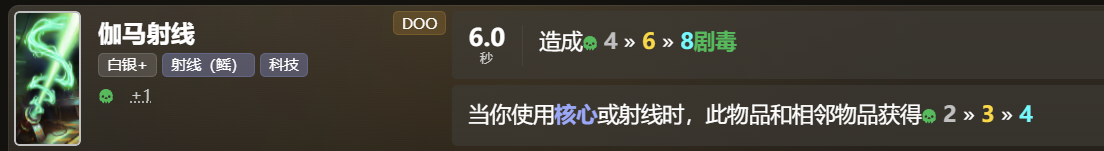 伽马射线
DOO
白银+
射线（鳐）
科技
+1
6.0
秒
造成 4 » 6 » 8剧毒
当你使用核心或射线时，此物品和相邻物品获得 2 » 3 » 4